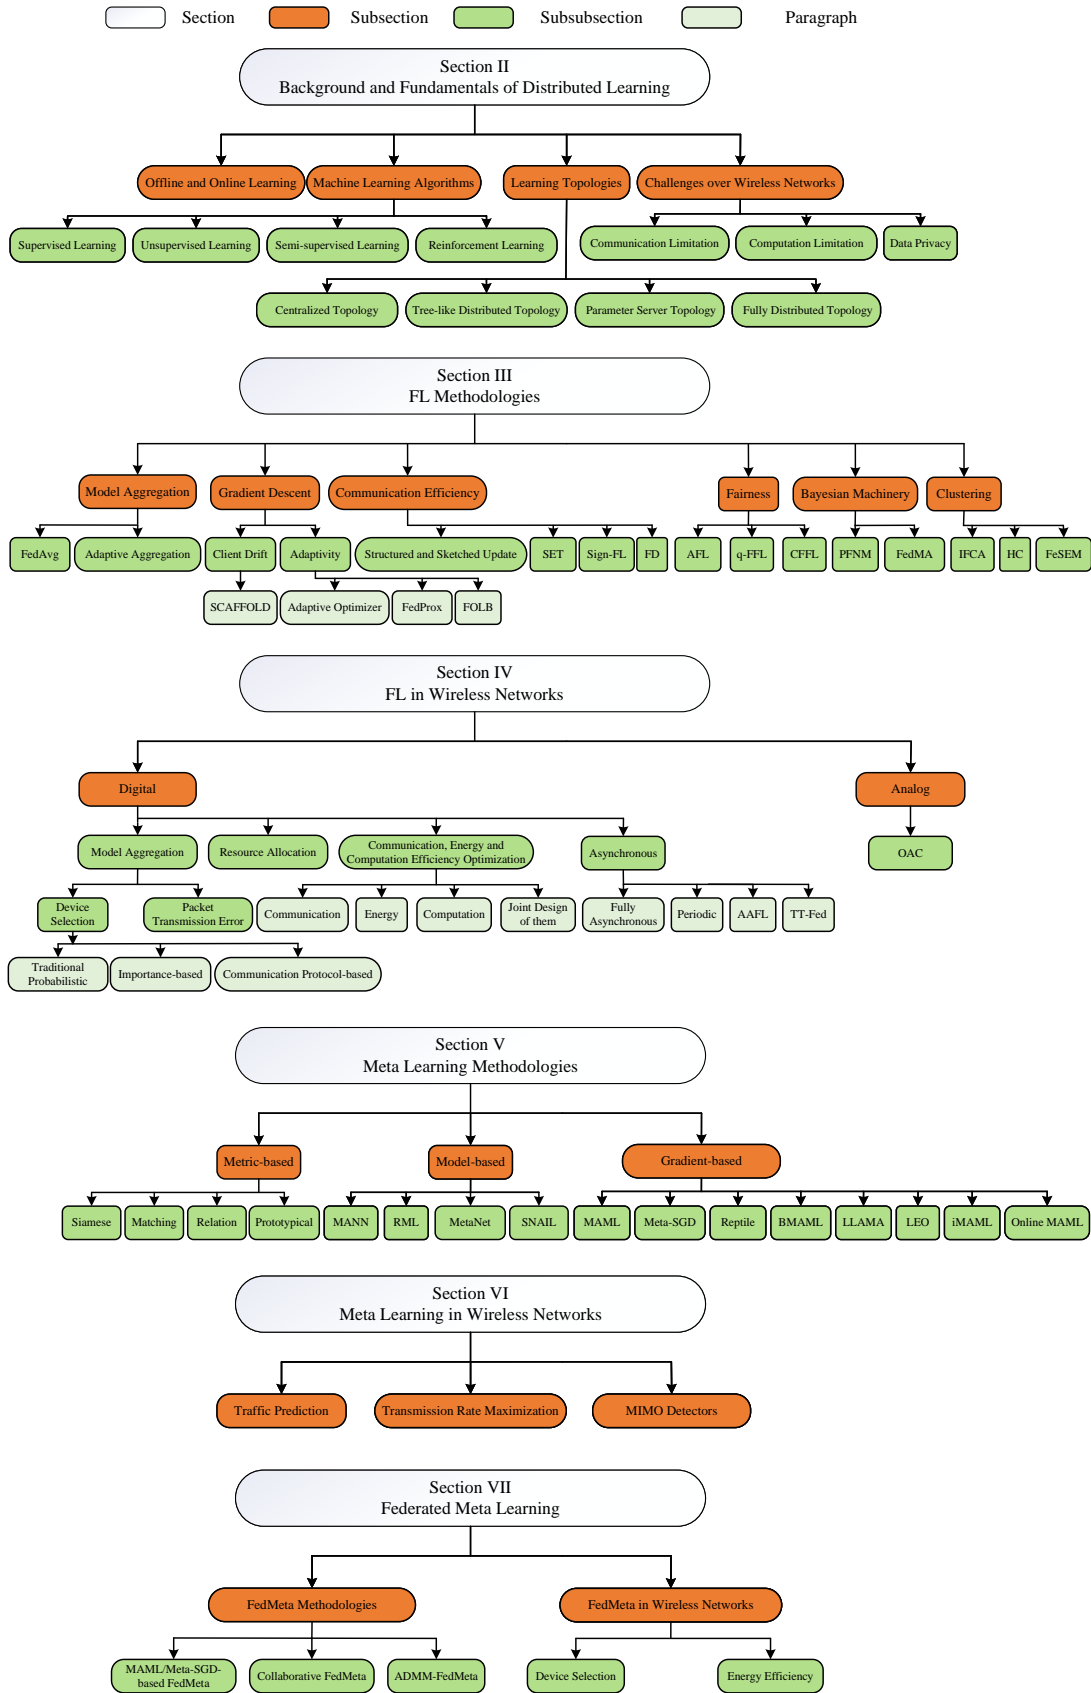 Section
Subsection
Subsubsection
Paragraph
Section II
Background and Fundamentals of Distributed Learning
Offline and Online Learning
Machine Learning Algorithms
Learning Topologies
Challenges over Wireless Networks
Supervised Learning
Unsupervised Learning
Semi-supervised Learning
Reinforcement Learning
Communication Limitation
Computation Limitation
Data Privacy
Centralized Topology
Tree-like Distributed Topology
Parameter Server Topology
Fully Distributed Topology
Section III
FL Methodologies
Model Aggregation
Gradient Descent
Communication Efficiency
Fairness
Bayesian Machinery
Clustering
FedAvg
Adaptive Aggregation
Client Drift
Adaptivity
Structured and Sketched Update
SET
Sign-FL
FD
AFL
q-FFL
CFFL
PFNM
FedMA
IFCA
HC
FeSEM
SCAFFOLD
Adaptive Optimizer
FedProx
FOLB
Section IV
FL in Wireless Networks
Digital
Analog
Model Aggregation
Resource Allocation
Communication, Energy and
Computation Efficiency Optimization
Asynchronous
OAC
Device
Selection
Packet
Transmission Error
Communication
Energy
Computation
Joint Design
of them
Fully
Asynchronous
Periodic
AAFL
TT-Fed
Traditional
Probabilistic
Importance-based
Communication Protocol-based
Section V
Meta Learning Methodologies
Metric-based
Model-based
Gradient-based
Siamese
Matching
Relation
Prototypical
MANN
RML
MetaNet
SNAIL
MAML
Meta-SGD
Reptile
BMAML
LLAMA
LEO
iMAML
Online MAML
Section VI
Meta Learning in Wireless Networks
Traffic Prediction
Transmission Rate Maximization
MIMO Detectors
Section VII
Federated Meta Learning
FedMeta Methodologies
FedMeta in Wireless Networks
MAML/Meta-SGD-
based FedMeta
Collaborative FedMeta
ADMM-FedMeta
Device Selection
Energy Efficiency